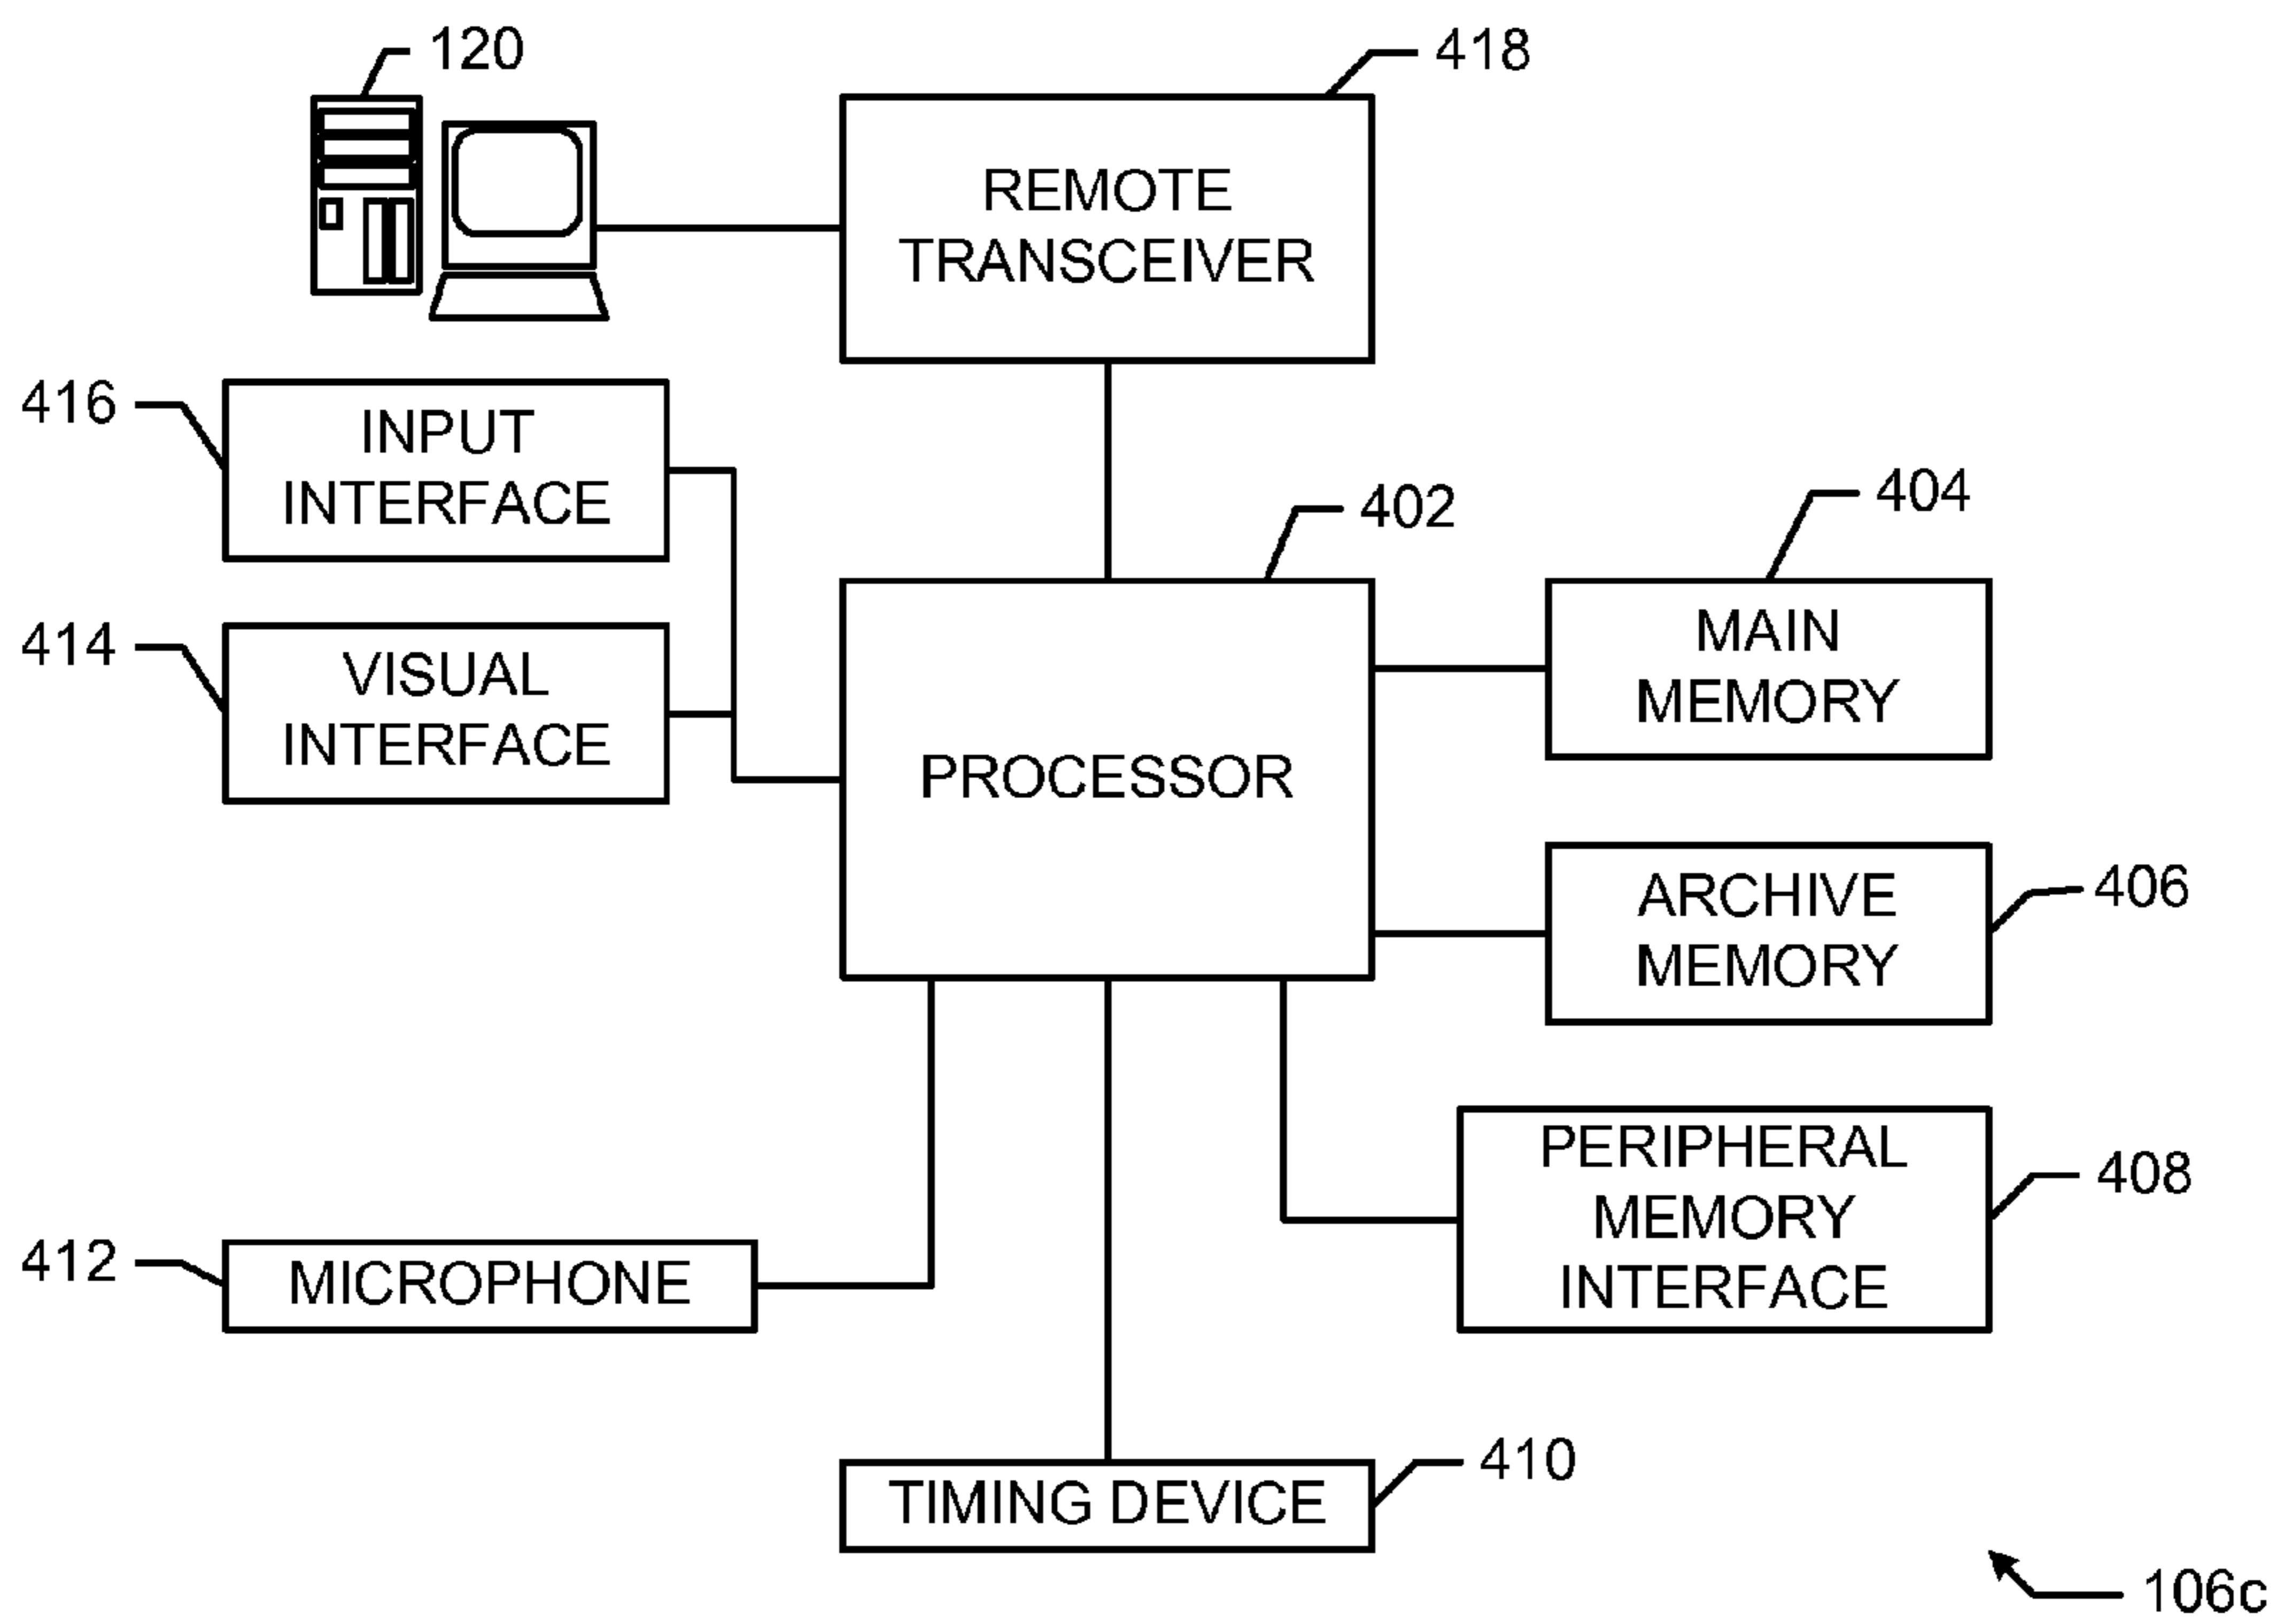 120
418
REMOTE
TRANSCEIVER
416
INPUT
INTERFACE
402
404
414
VISUAL
INTERFACE
MAIN
MEMORY
PROCESSOR
ARCHIVE
MEMORY
406
PERIPHERAL
MEMORY
INTERFACE
408
412
MICROPHONE
TIMING DEVICE
410
106c